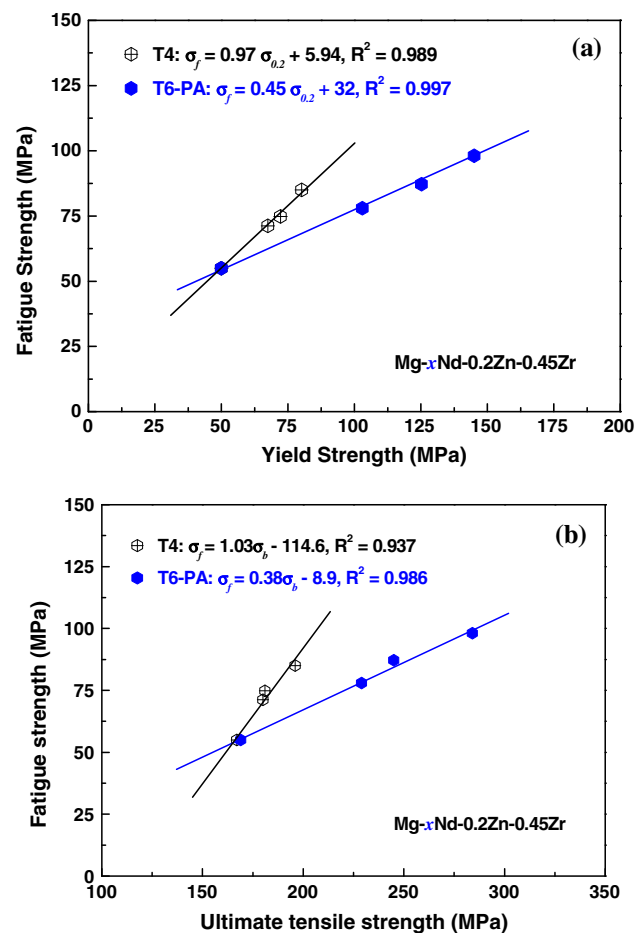 150
125
100
75
50
25
0
Fatigue Strength (MPa)
(a)
T4: σf = 0.97 σ0.2 + 5.94, R² = 0.989
T6-PA: σf = 0.45 σ0.2 + 32, R² = 0.997
Mg-xNd-0.2Zn-0.45Zr
0 25 50 75 100 125 150 175 200
Yield Strength (MPa)
150
125
100
75
50
25
0
Fatigue strength (MPa)
(b)
T4: σf = 1.03σb - 114.6, R² = 0.937
T6-PA: σf = 0.38σb - 8.9, R² = 0.986
Mg-xNd-0.2Zn-0.45Zr
100 150 200 250 300 350
Ultimate tensile strength (MPa)